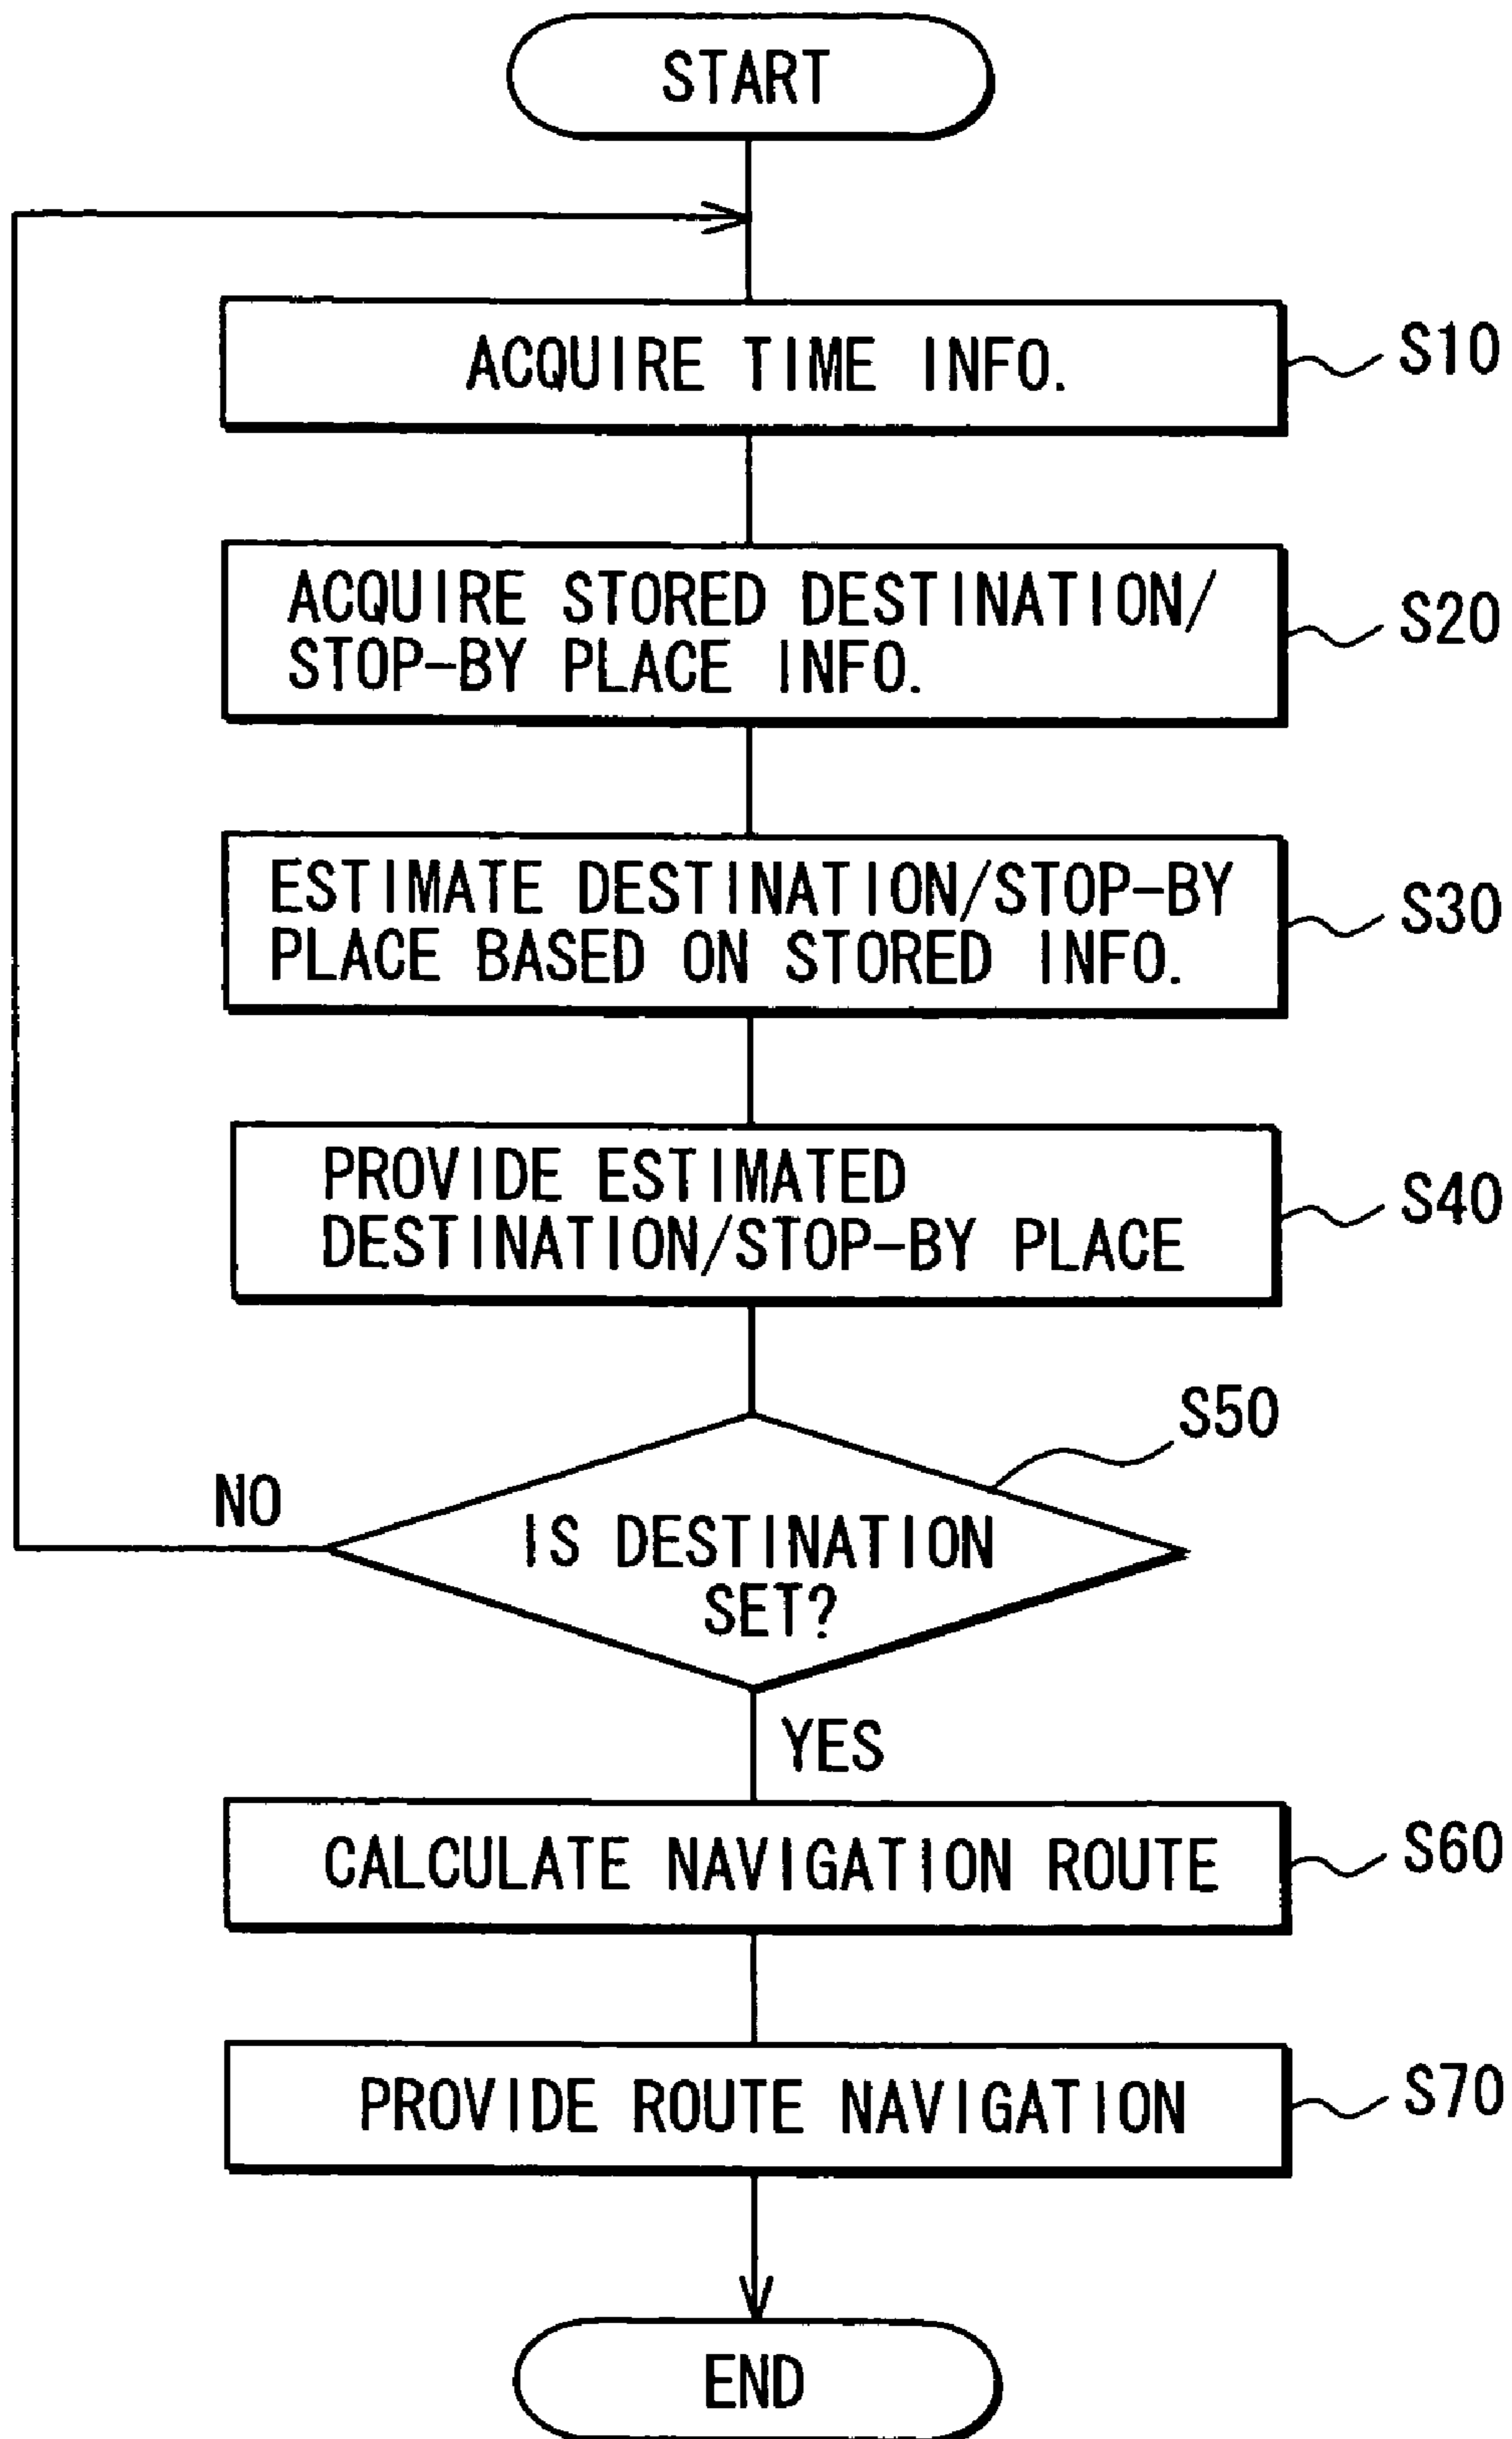 START
ACQUIRE TIME INFO.
S10
ACQUIRE STORED DESTINATION/
STOP-BY PLACE INFO.
S20
ESTIMATE DESTINATION/STOP-BY
PLACE BASED ON STORED INFO.
S30
PROVIDE ESTIMATED
DESTINATION/STOP-BY PLACE
S40
S50
NO
IS DESTINATION
SET?
YES
CALCULATE NAVIGATION ROUTE
S60
PROVIDE ROUTE NAVIGATION
S70
END